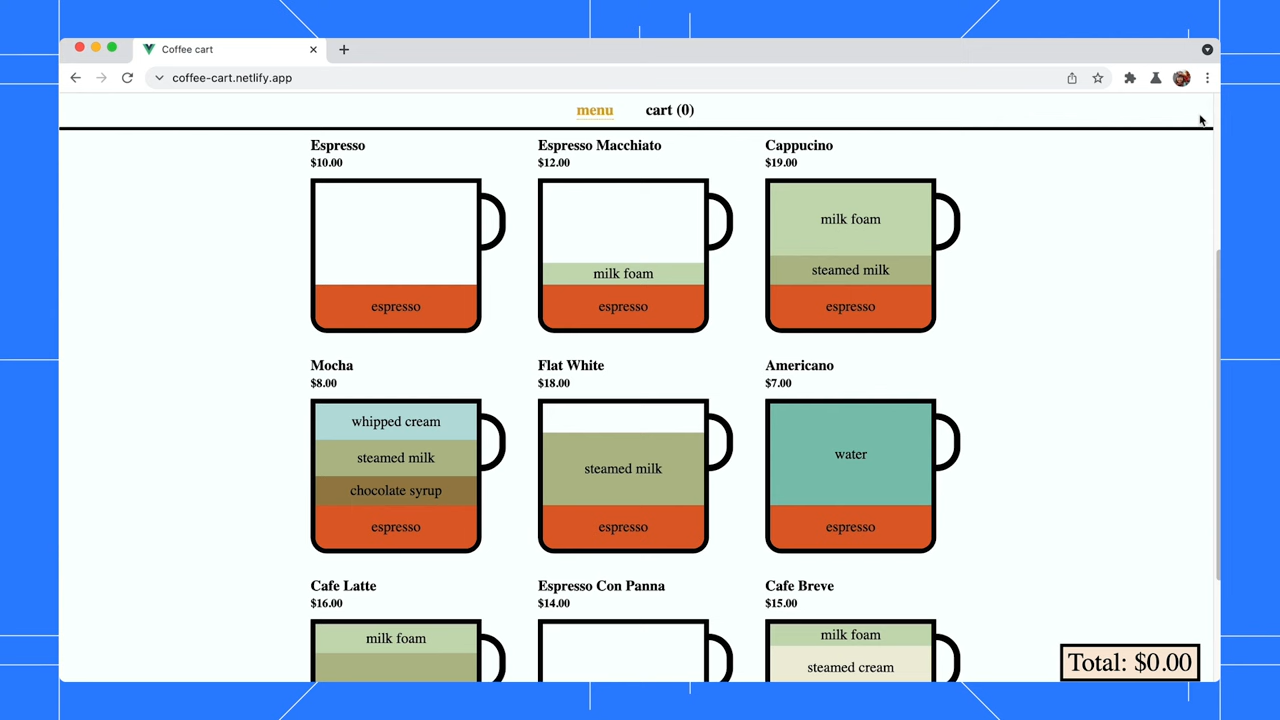 Coffee cart
coffee-cart.netlify.app
menu
cart (0)
Espresso
$10.00
espresso
Espresso Macchiato
$12.00
milk foam
espresso
Cappucino
$19.00
milk foam
steamed milk
espresso
Mocha
$8.00
whipped cream
steamed milk
chocolate syrup
espresso
Flat White
$18.00
steamed milk
espresso
Americano
$7.00
water
espresso
Cafe Latte
$16.00
milk foam
Espresso Con Panna
$14.00
Cafe Breve
$15.00
milk foam
steamed cream
Total: $0.00